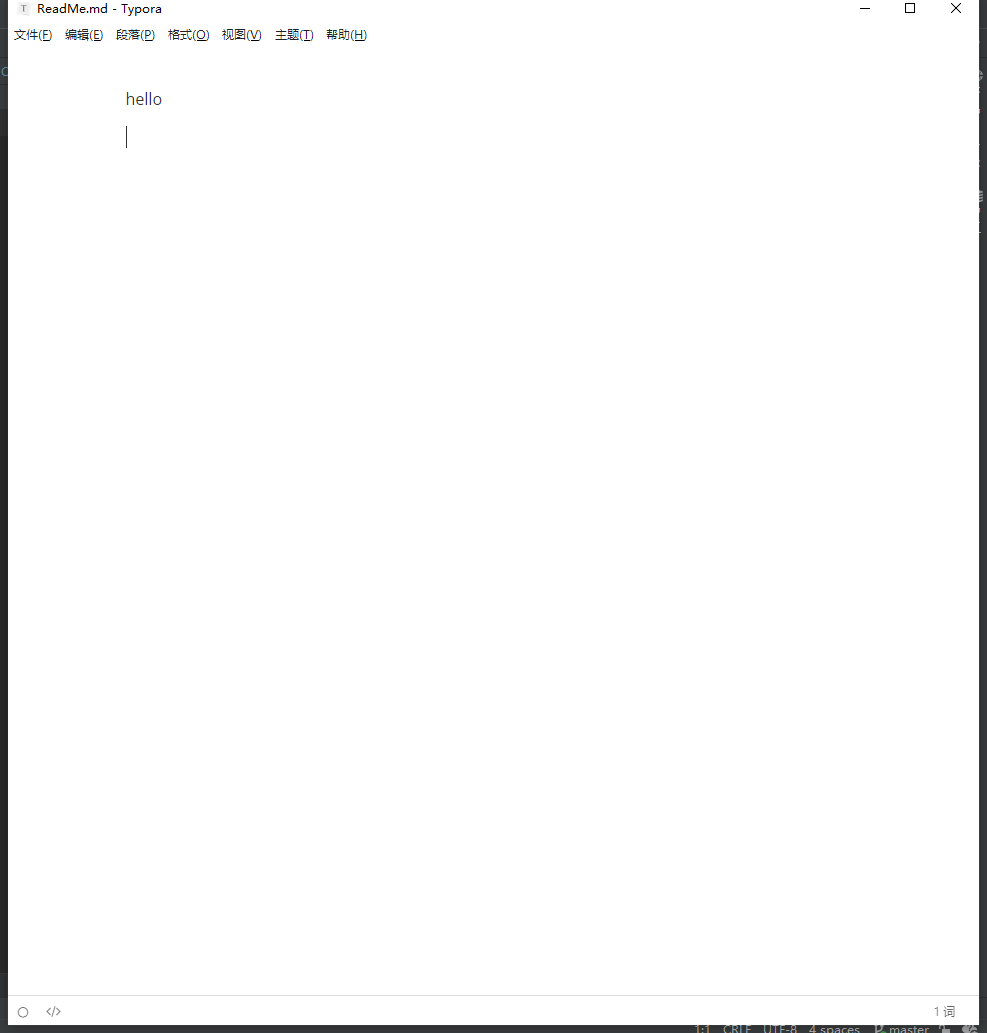 T ReadMe.md - Typora
文件(F) 编辑(E) 段落(P) 格式(O) 视图(V) 主题(T) 帮助(H)
hello
</> 1 词
1:1 CRLF UTF-8 4 spaces master